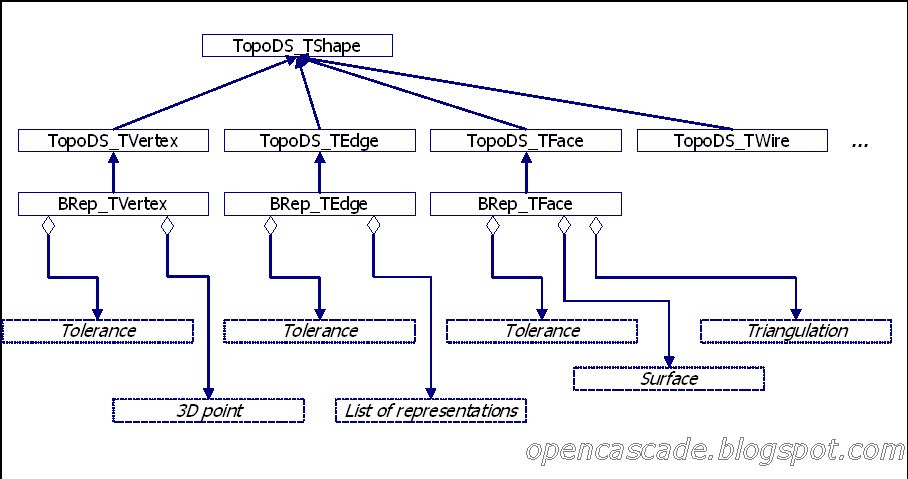 TopoDS_TShape
TopoDS_TVertex TopoDS_TEdge TopoDS_TFace TopoDS_TWire ...
BRep_TVertex BRep_TEdge BRep_TFace
Tolerance Tolerance Tolerance Triangulation
Surface
3D point List of representations
opencascade.blogspot.com